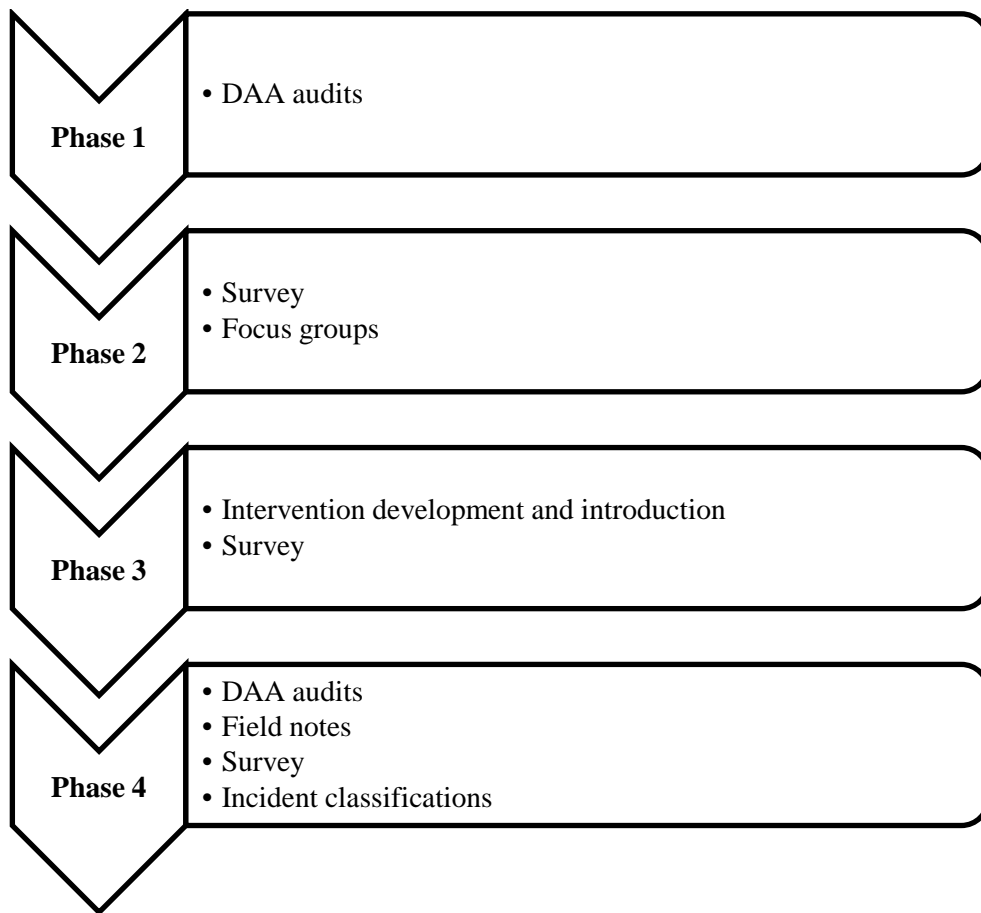 Phase 1
• DAA audits
Phase 2
• Survey
• Focus groups
Phase 3
• Intervention development and introduction
• Survey
Phase 4
• DAA audits
• Field notes
• Survey
• Incident classifications